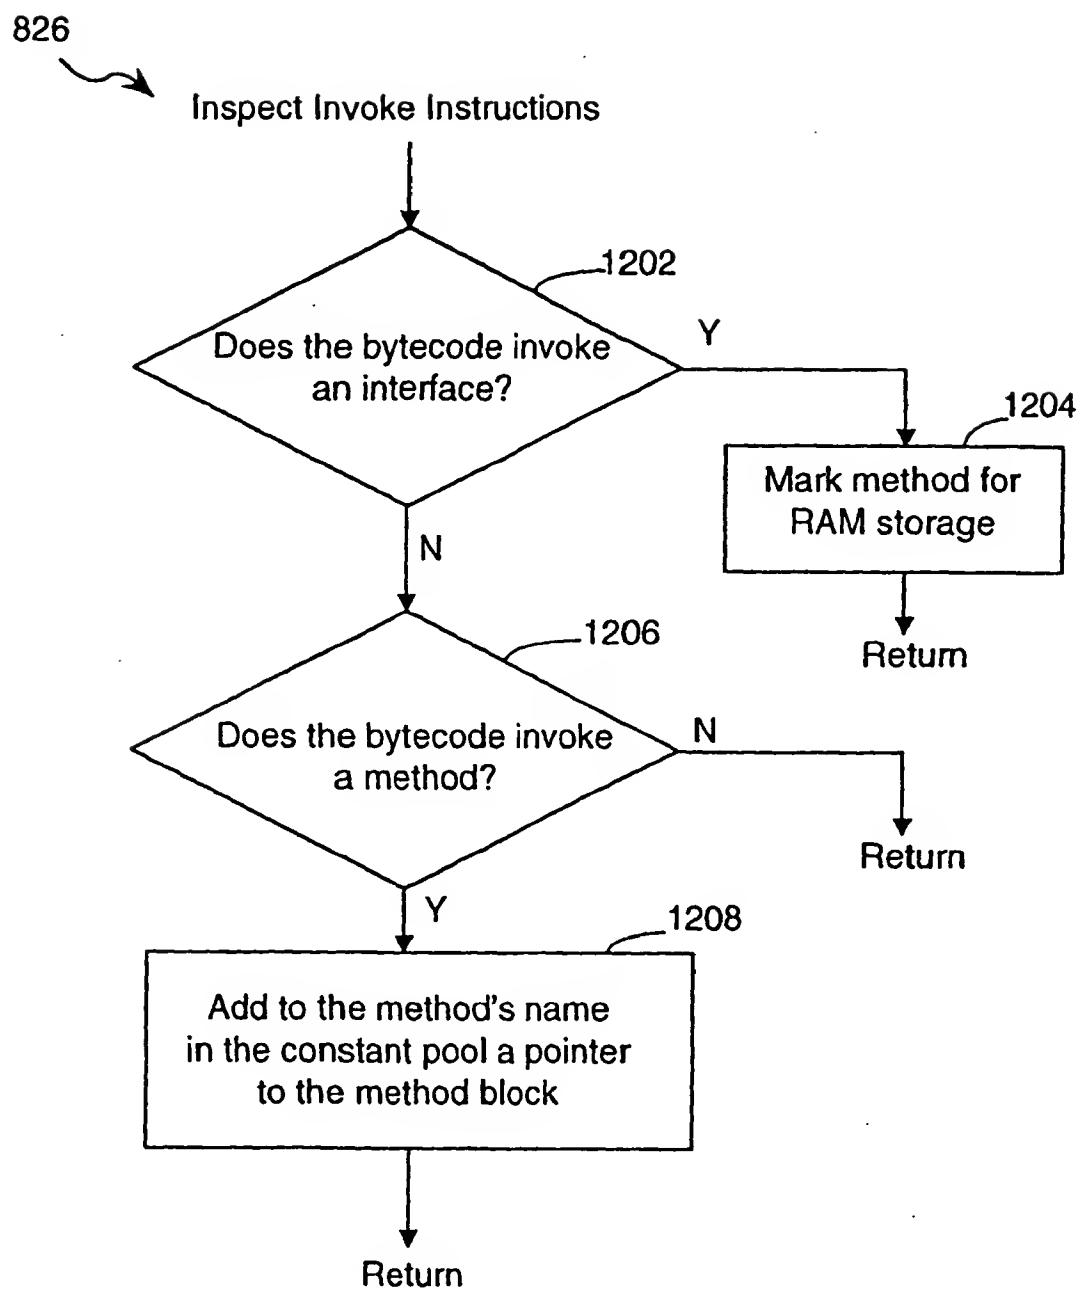 826
Inspect Invoke Instructions
1202
Does the bytecode invoke
an interface?
Y
1204
Mark method for
RAM storage
N
Return
1206
Does the bytecode invoke
a method?
N
Return
Y
1208
Add to the method's name
in the constant pool a pointer
to the method block
Return